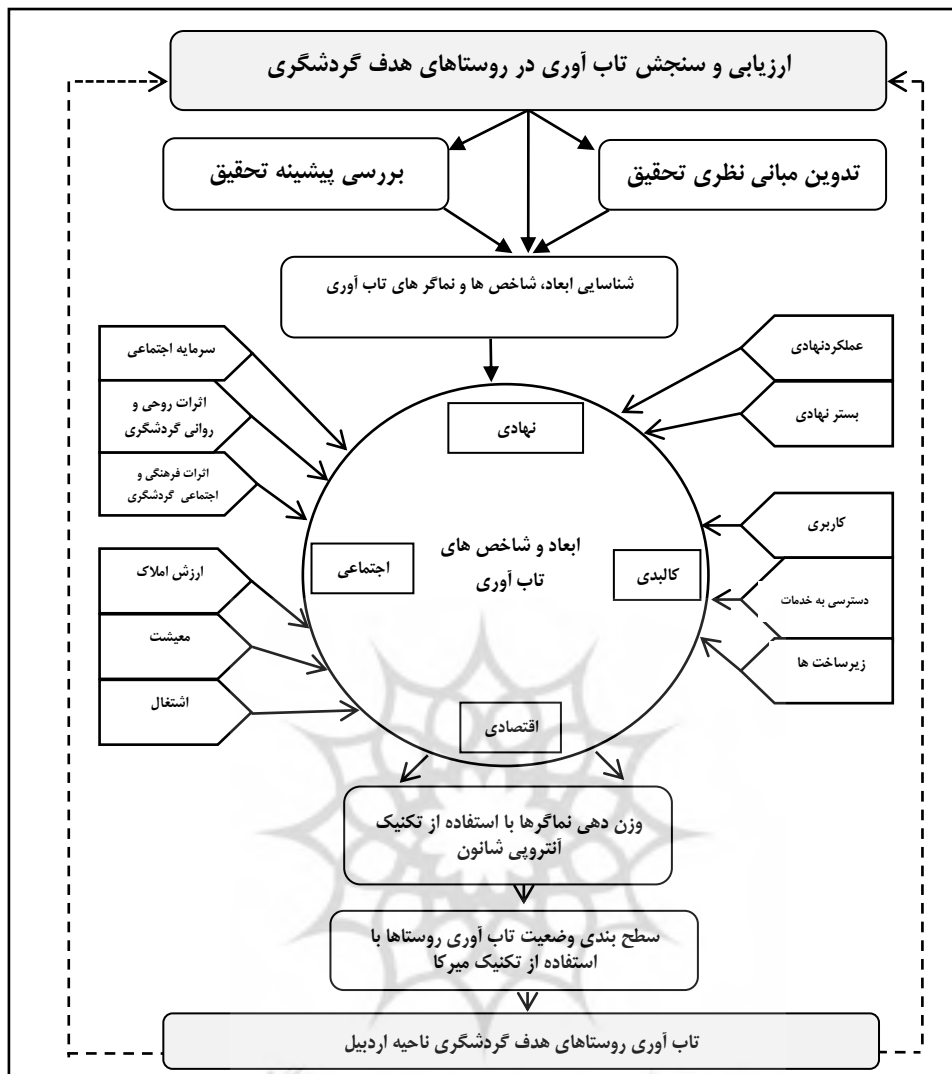 ارزیابی و سنجش تاب آوری در روستاهای هدف گردشگری
تدوین مبانی نظری تحقیق
بررسی پیشینه تحقیق
شناسایی ابعاد، شاخص ها و نماگر های تاب آوری
عملکردنهادی
بستر نهادی
کاربری
دسترسی به خدمات
زیرساخت ها
نهادی
کالبدی
ابعاد و شاخص های
تاب آوری
اجتماعی
اقتصادی
سرمایه اجتماعی
اثرات روحی و
روانی گردشگری
اثرات فرهنگی و
اجتماعی گردشگری
ارزش املاک
معیشت
اشتغال
وزن دهی نماگرها با استفاده از تکنیک
آنتروپی شانون
سطح بندی وضعیت تاب آوری روستاها با
استفاده از تکنیک میرکا
تاب آوری روستاهای هدف گردشگری ناحیه اردبیل